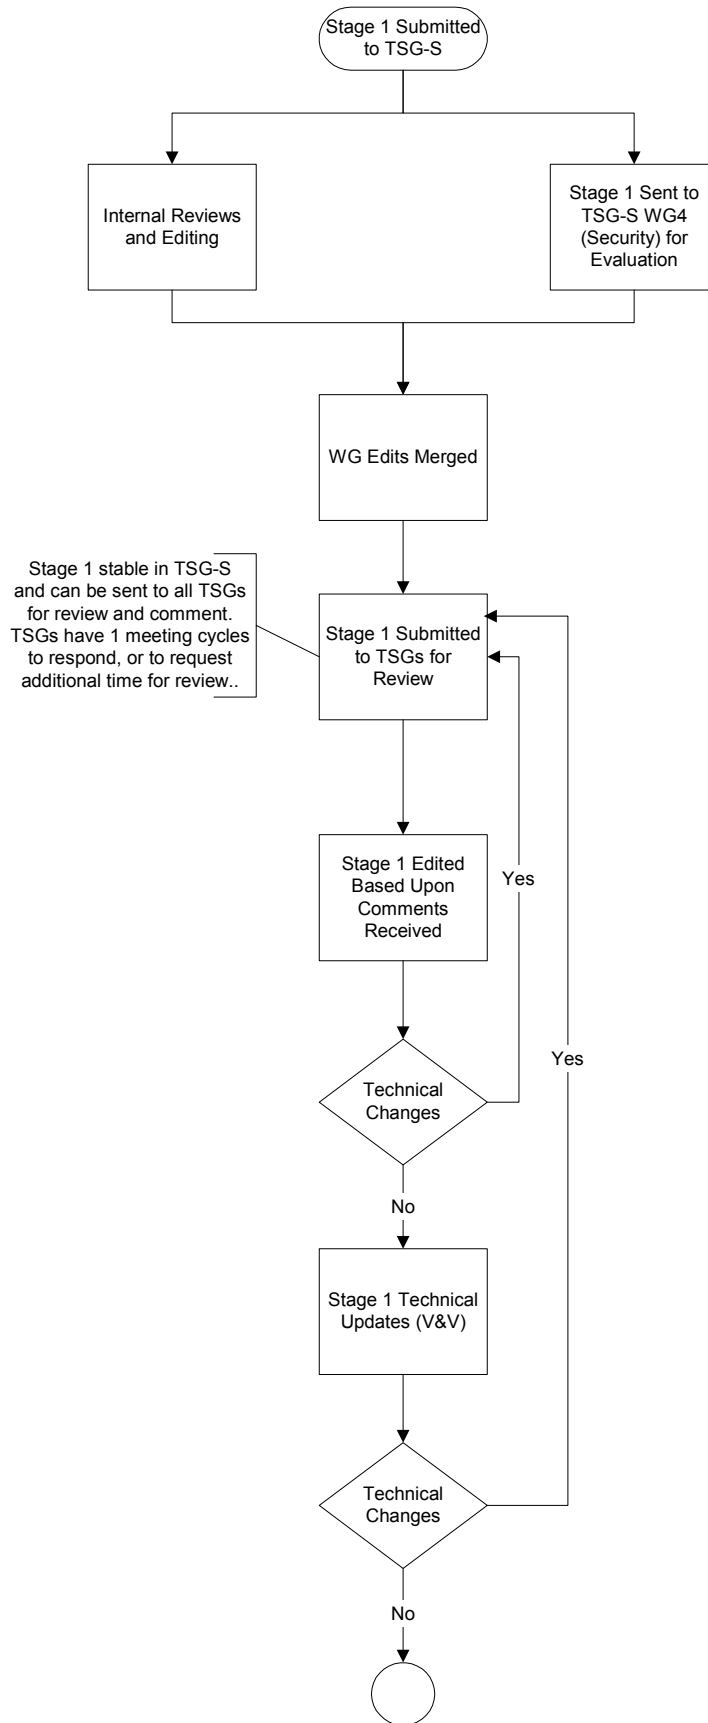 Stage 1 Submitted
to TSG-S
Internal Reviews
and Editing
Stage 1 Sent to
TSG-S WG4
(Security) for
Evaluation
WG Edits Merged
Stage 1 stable in TSG-S
and can be sent to all TSGs
for review and comment.
TSGs have 1 meeting cycles
to respond, or to request
additional time for review..
Stage 1 Submitted
to TSGs for
Review
Stage 1 Edited
Based Upon
Comments
Received
Yes
Yes
Technical
Changes
No
Stage 1 Technical
Updates (V&V)
Technical
Changes
No